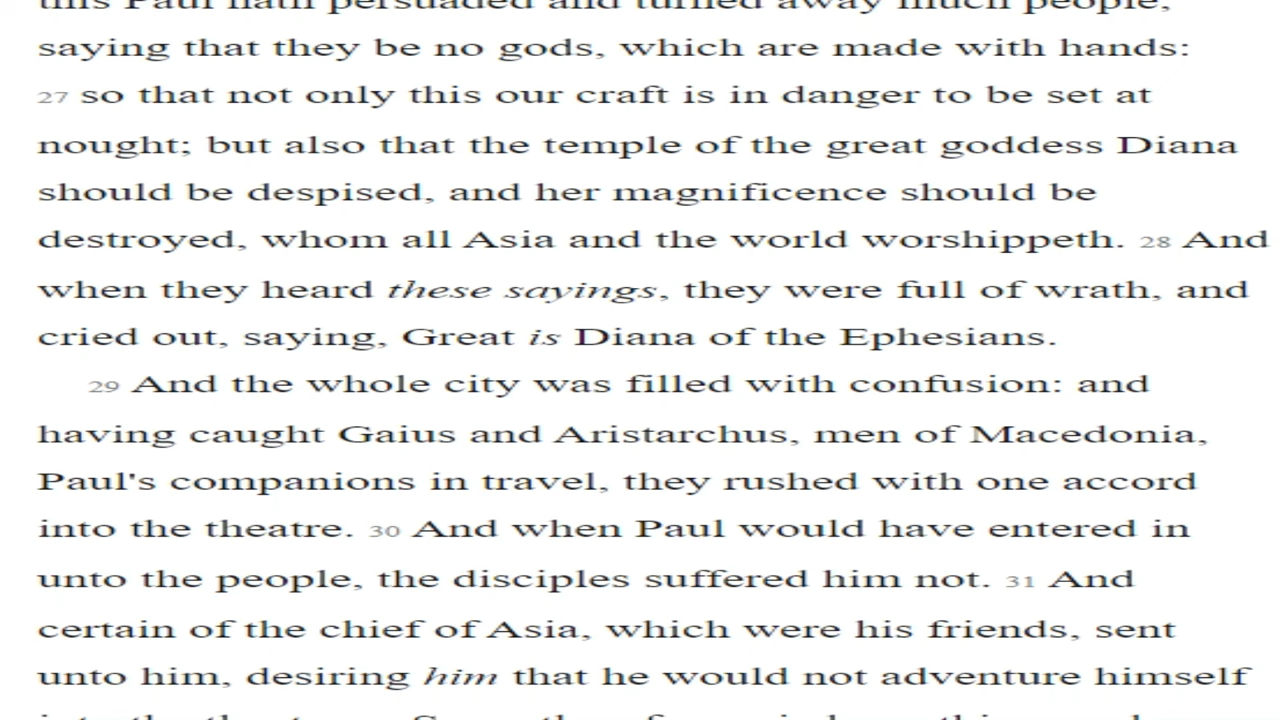 this Paul hath persuaded and turned away much people,
saying that they be no gods, which are made with hands:
27 so that not only this our craft is in danger to be set at
nought; but also that the temple of the great goddess Diana
should be despised, and her magnificence should be
destroyed, whom all Asia and the world worshippeth. 28 And
when they heard these sayings, they were full of wrath, and
cried out, saying, Great is Diana of the Ephesians.
29 And the whole city was filled with confusion: and
having caught Gaius and Aristarchus, men of Macedonia,
Paul's companions in travel, they rushed with one accord
into the theatre. 30 And when Paul would have entered in
unto the people, the disciples suffered him not. 31 And
certain of the chief of Asia, which were his friends, sent
unto him, desiring him that he would not adventure himself